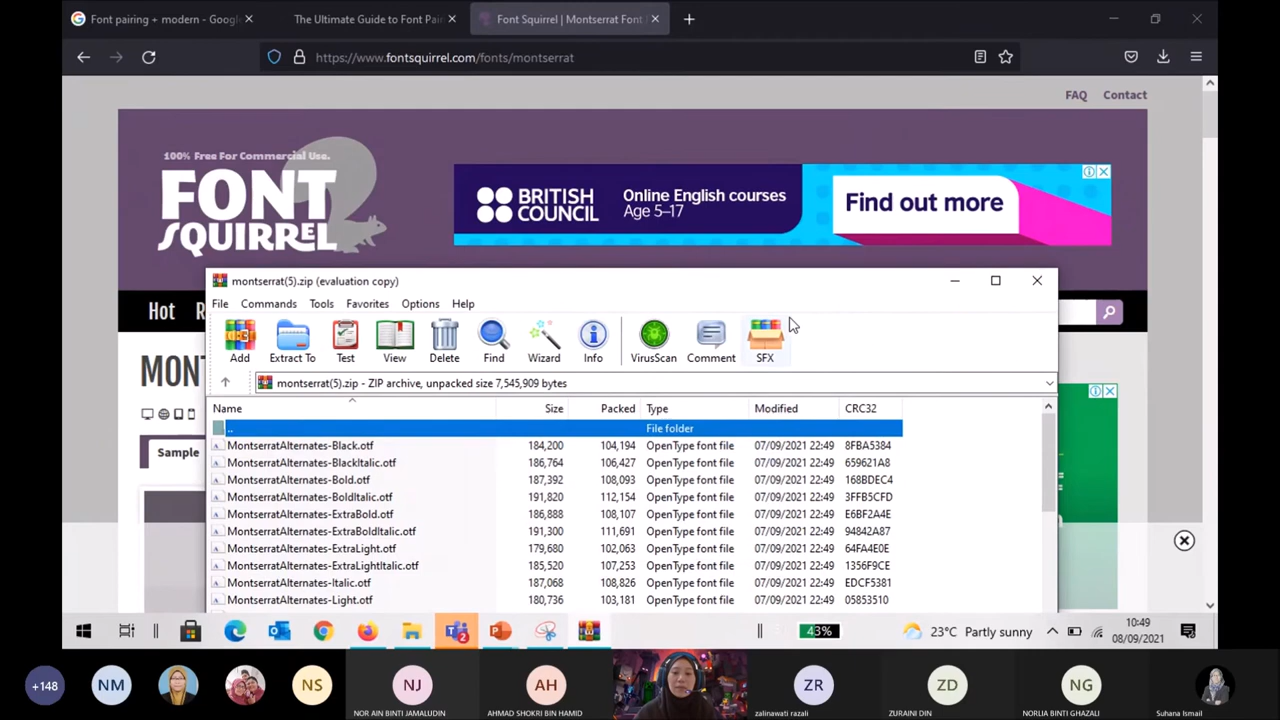 Font pairing + modern - Googl
The Ultimate Guide to Font Pair
Font Squirrel | Montserrat Font
https://www.fontsquirrel.com/fonts/montserrat
FAQ Contact
100% Free For Commercial Use.
FONT
SQUIRREL
BRITISH
COUNCIL
Online English courses
Age 5–17
Find out more
Hot
MONT
Sample
montserrat(5).zip (evaluation copy)
File Commands Tools Favorites Options Help
Add Extract To Test View Delete Find Wizard Info VirusScan Comment SFX
montserrat(5).zip - ZIP archive, unpacked size 7,545,909 bytes
Name Size Packed Type Modified CRC32
.. File folder
MontserratAlternates-Black.otf 184,200 104,194 OpenType font file 07/09/2021 22:49 8FBA5384
MontserratAlternates-BlackItalic.otf 186,764 106,427 OpenType font file 07/09/2021 22:49 659621A8
MontserratAlternates-Bold.otf 187,392 108,093 OpenType font file 07/09/2021 22:49 168BDEC4
MontserratAlternates-BoldItalic.otf 191,820 112,154 OpenType font file 07/09/2021 22:49 3FFB5CFD
MontserratAlternates-ExtraBold.otf 186,888 108,107 OpenType font file 07/09/2021 22:49 E6BF2A4E
MontserratAlternates-ExtraBoldItalic.otf 191,300 111,691 OpenType font file 07/09/2021 22:49 94842A87
MontserratAlternates-ExtraLight.otf 179,680 102,063 OpenType font file 07/09/2021 22:49 64FA4E0E
MontserratAlternates-ExtraLightItalic.otf 185,520 107,253 OpenType font file 07/09/2021 22:49 1356F9CE
MontserratAlternates-Italic.otf 187,068 108,826 OpenType font file 07/09/2021 22:49 EDCF5381
MontserratAlternates-Light.otf 180,736 103,181 OpenType font file 07/09/2021 22:49 05853510
2
43%
23°C Partly sunny
10:49
08/09/2021
+148 NM NS NJ AH ZR ZD NG
NOR AIN BINTI JAMALUDIN
AHMAD SHOKRI BIN HAMID
zalinawati razali
ZURAINI DIN
NORLIA BINTI GHAZALI
Suhana Ismail